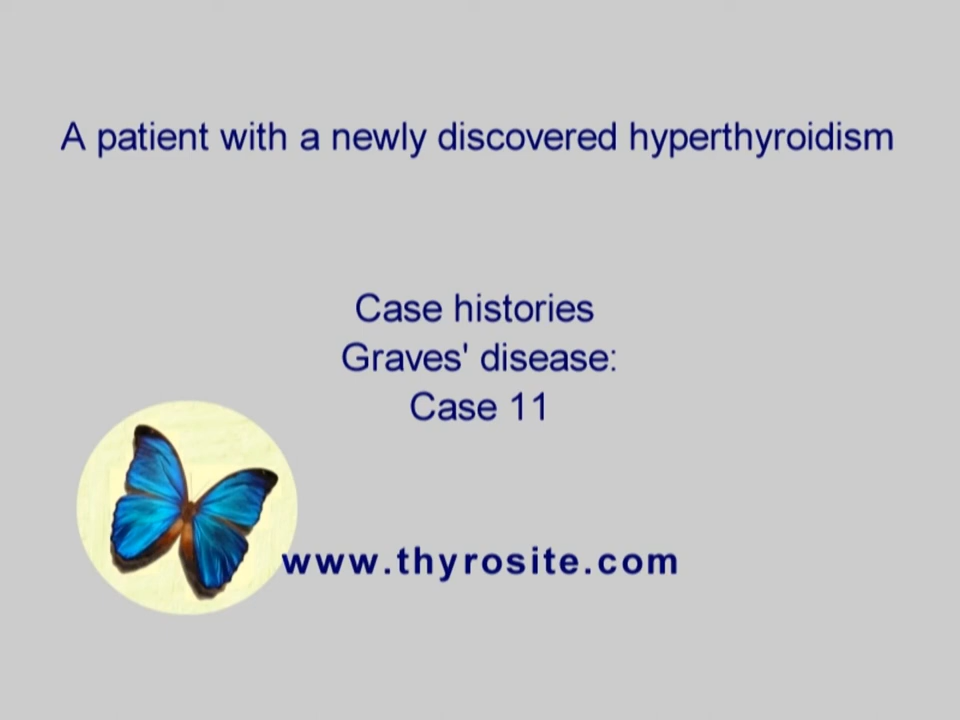 A patient with a newly discovered hyperthyroidism
Case histories
Graves' disease:
Case 11
www.thyrosite.com